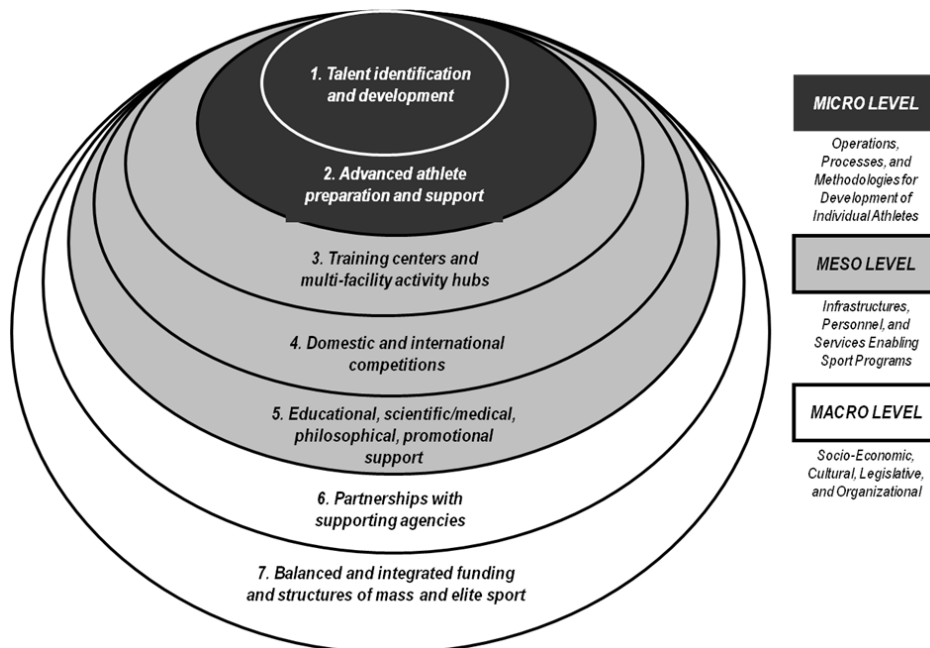 1. Talent identification
and development
2. Advanced athlete
preparation and support
3. Training centers and
multi-facility activity hubs
4. Domestic and international
competitions
5. Educational, scientific/medical,
philosophical, promotional
support
6. Partnerships with
supporting agencies
7. Balanced and integrated funding
and structures of mass and elite sport
MICRO LEVEL
Operations,
Processes, and
Methodologies for
Development of
Individual Athletes
MESO LEVEL
Infrastructures,
Personnel, and
Services Enabling
Sport Programs
MACRO LEVEL
Socio-Economic,
Cultural, Legislative,
and Organizational